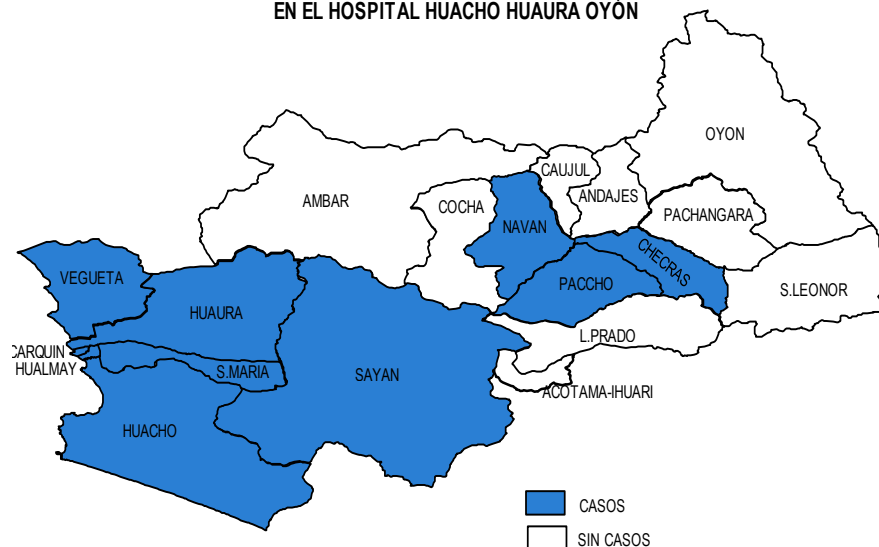 EN EL HOSPITAL HUACHO HUAURA OYÓN
OYON
CAUJUL
ANDAJES
AMBAR
COCHA
PACHANGARA
NAVAN
CHECRAS
VEGUETA
PACCHO
S.LEONOR
HUAURA
L.PRADO
CARQUIN
HUALMAY
S.MARIA
SAYAN
ACOTAMA-IHUARI
HUACHO
CASOS
SIN CASOS